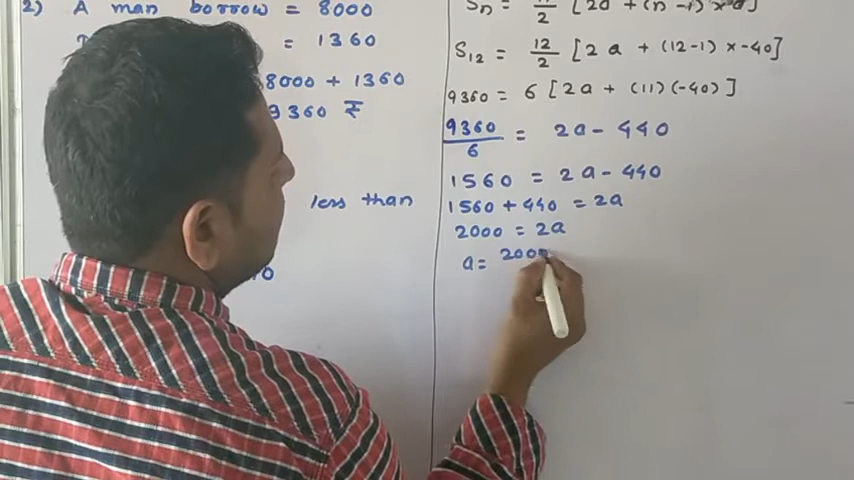 2) A man borrow = 8000
= 1360
8000 + 1360
9360 ₹
less than
Sn = n/2 [2a + (n-1) x d]
S12 = 12/2 [2a + (12-1) x -40]
9360 = 6 [2a + (11)(-40)]
9360/6 = 2a - 440
1560 = 2a - 440
1560 + 440 = 2a
2000 = 2a
a = 2000